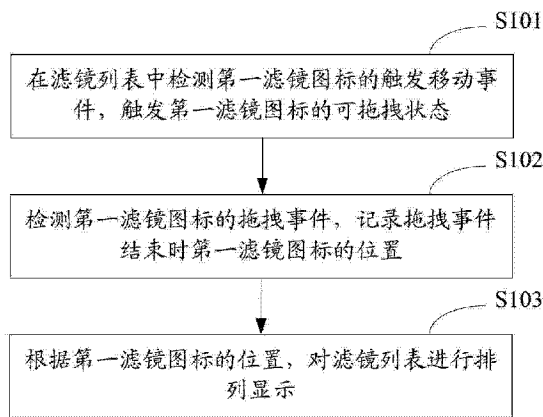 S101
在滤镜列表中检测第一滤镜图标的触发移动事
件，触发第一滤镜图标的可拖拽状态
S102
检测第一滤镜图标的拖拽事件，记录拖拽事件
结束时第一滤镜图标的位置
S103
根据第一滤镜图标的位置，对滤镜列表进行排
列显示